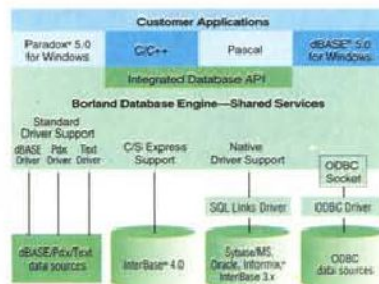 Customer Applications
Paradox® 5.0 for Windows
C/C++
Pascal
dBASE® 5.0 for Windows
Integrated Database API
Borland Database Engine—Shared Services
Standard Driver Support
dBASE Driver
Pdx Driver
Text Driver
C/S Express Support
Native Driver Support
ODBC Socket
SQL Links Driver
IODBC Driver
dBASE/Pdx/Text data sources
InterBase® 4.0
Sybase/MS, Oracle, Informix,® InterBase 3.x
ODBC data sources